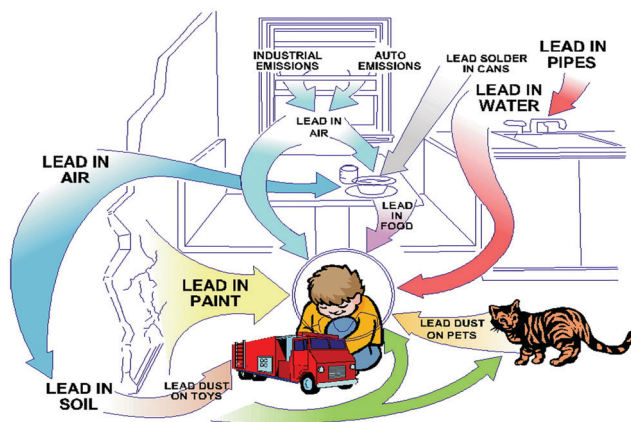 INDUSTRIAL
EMISSIONS
AUTO
EMISSIONS
LEAD SOLDER
IN CANS
LEAD IN
PIPES
LEAD IN
WATER
LEAD IN
AIR
LEAD IN
AIR
LEAD
IN
FOOD
LEAD IN
PAINT
LEAD DUST
ON PETS
LEAD IN
SOIL
LEAD DUST
ON TOYS